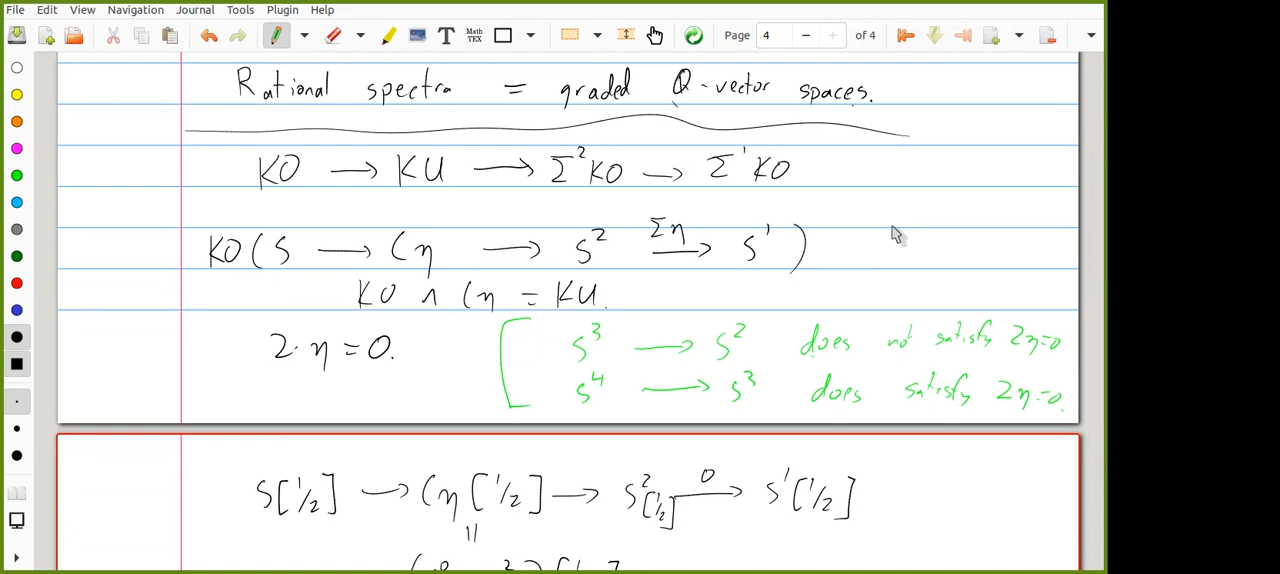 File Edit View Navigation Journal Tools Plugin Help
Page 4 of 4
Rational spectra = graded Q-vector spaces.
KO → KU → Σ²KO → Σ¹KO
KO(S → Cη → S² —Ση→ S¹)
KO ∧ Cη = KU.
2·η = 0.
S³ → S² does not satisfy 2η=0
S⁴ → S³ does satisfy 2η=0.
S[1/2] → Cη[1/2] → S²[1/2] —0→ S¹[1/2]